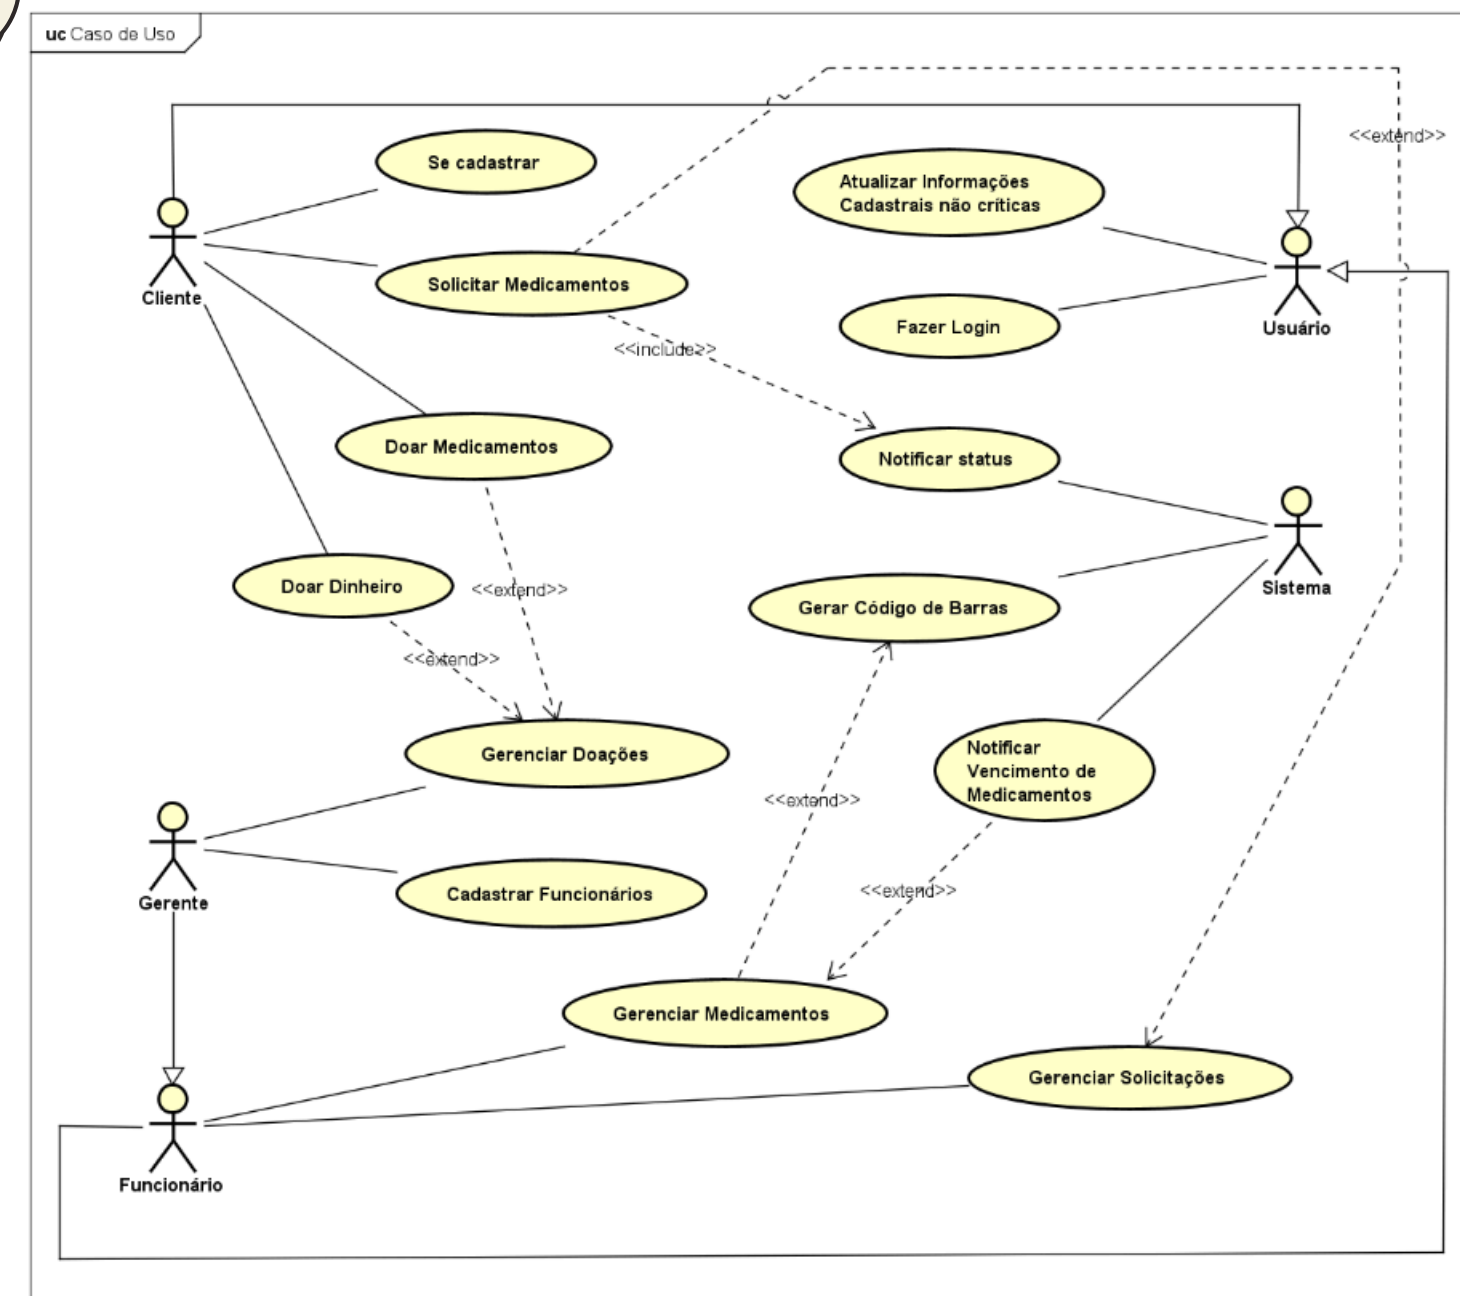 uc Caso de Uso
<<extend>>
Se cadastrar
Atualizar Informações
Cadastrais não críticas
Solicitar Medicamentos
Cliente
Fazer Login
Usuário
<<include>>
Doar Medicamentos
Notificar status
Doar Dinheiro
<<extend>>
Sistema
Gerar Código de Barras
<<extend>>
Gerenciar Doações
Notificar
Vencimento de
Medicamentos
<<extend>>
<<extend>>
Cadastrar Funcionários
Gerente
Gerenciar Medicamentos
Gerenciar Solicitações
Funcionário